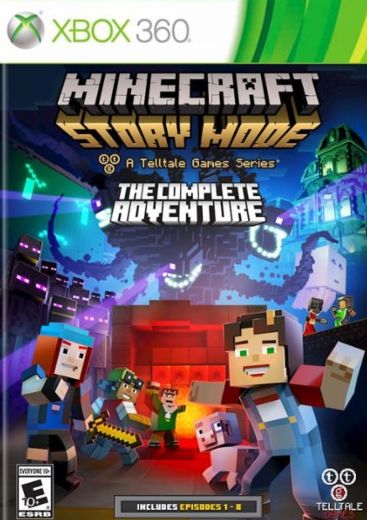 XBOX 360
MINECRAFT
STORY MODE
A Telltale Games Series
THE COMPLETE
ADVENTURE
EVERYONE 10+
E
10+
ESRB
INCLUDES EPISODES 1 - 8
TELLTALE
GAMES